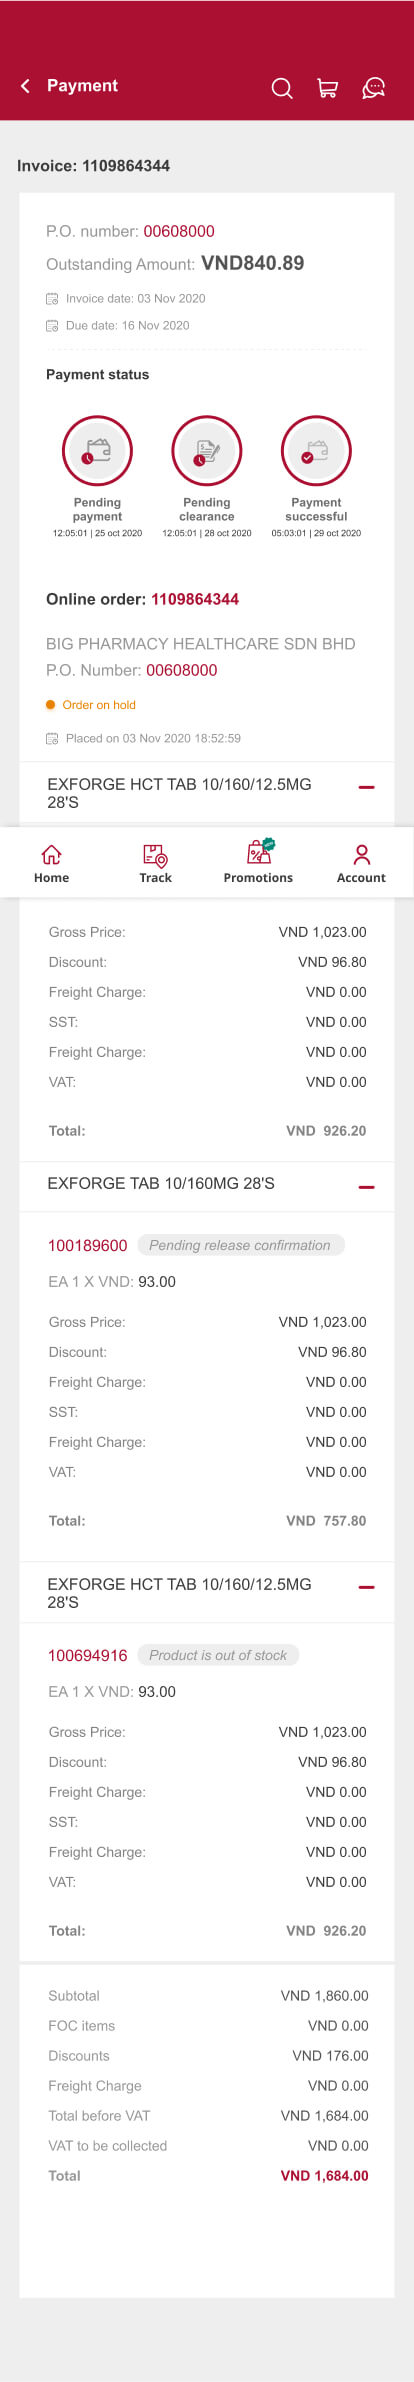 Payment
Invoice: 1109864344
P.O. number: 00608000
Outstanding Amount: VND840.89
Invoice date: 03 Nov 2020
Due date: 16 Nov 2020
Payment status
Pending payment
12:05:01 | 25 oct 2020
Pending clearance
12:05:01 | 28 oct 2020
Payment successful
05:03:01 | 29 oct 2020
Online order: 1109864344
BIG PHARMACY HEALTHCARE SDN BHD
P.O. Number: 00608000
Order on hold
Placed on 03 Nov 2020 18:52:59
EXFORGE HCT TAB 10/160/12.5MG
28'S
Home Track Promotions Account
Gross Price: VND 1,023.00
Discount: VND 96.80
Freight Charge: VND 0.00
SST: VND 0.00
Freight Charge: VND 0.00
VAT: VND 0.00
Total: VND 926.20
EXFORGE TAB 10/160MG 28'S
100189600 Pending release confirmation
EA 1 X VND: 93.00
Gross Price: VND 1,023.00
Discount: VND 96.80
Freight Charge: VND 0.00
SST: VND 0.00
Freight Charge: VND 0.00
VAT: VND 0.00
Total: VND 757.80
EXFORGE HCT TAB 10/160/12.5MG
28'S
100694916 Product is out of stock
EA 1 X VND: 93.00
Gross Price: VND 1,023.00
Discount: VND 96.80
Freight Charge: VND 0.00
SST: VND 0.00
Freight Charge: VND 0.00
VAT: VND 0.00
Total: VND 926.20
Subtotal VND 1,860.00
FOC items VND 0.00
Discounts VND 176.00
Freight Charge VND 0.00
Total before VAT VND 1,684.00
VAT to be collected VND 0.00
Total VND 1,684.00